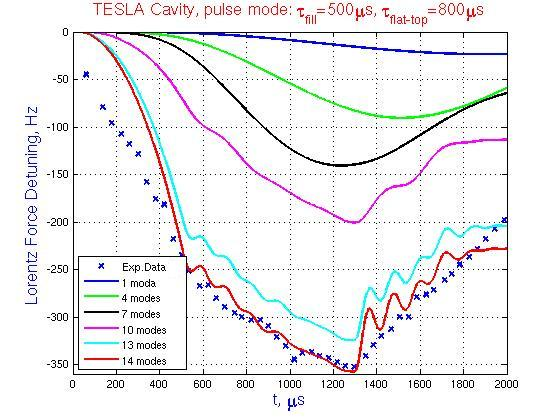 TESLA Cavity, pulse mode: τfill=500μs, τflat-top=800μs
Lorentz Force Detuning, Hz
0
-50
-100
-150
-200
-250
-300
-350
Exp.Data
1 moda
4 modes
7 modes
10 modes
13 modes
14 modes
0 200 400 600 800 1000 1200 1400 1600 1800 2000
t, μs